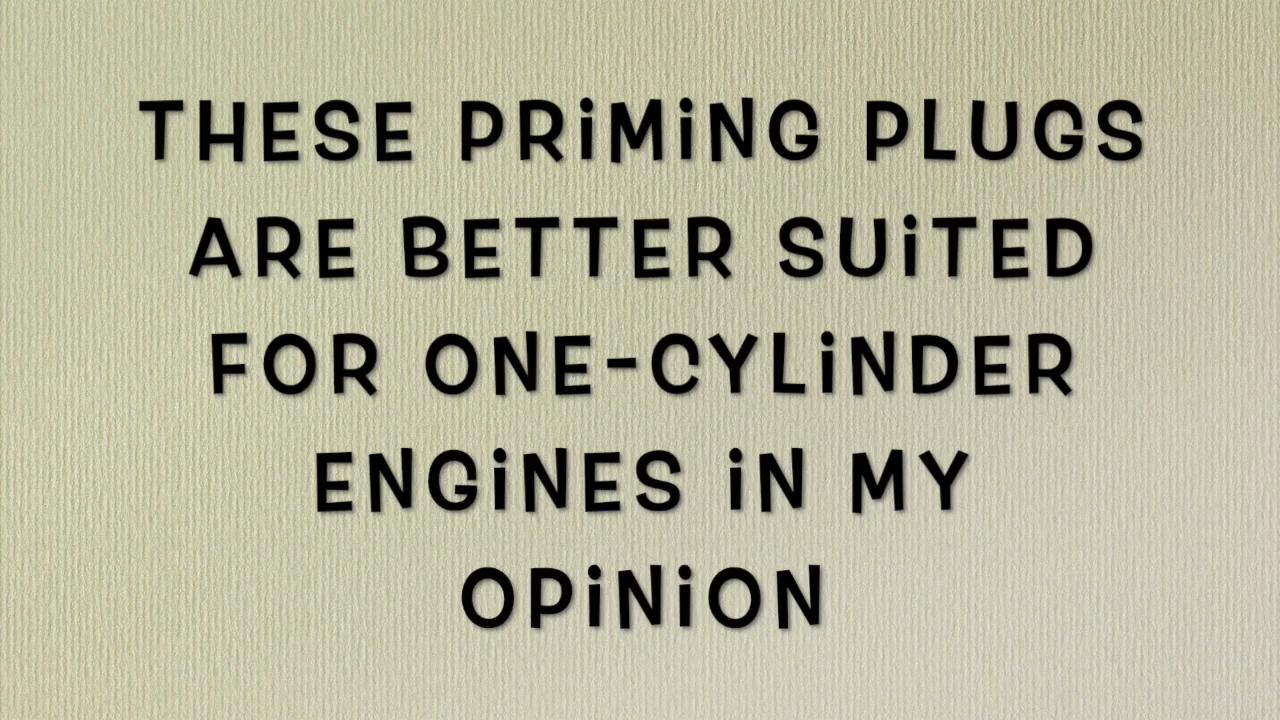 THESE PRiMiNG PLUGS
ARE BETTER SUiTED
FOR ONE-CYLiNDER
ENGiNES iN MY
OPiNiON